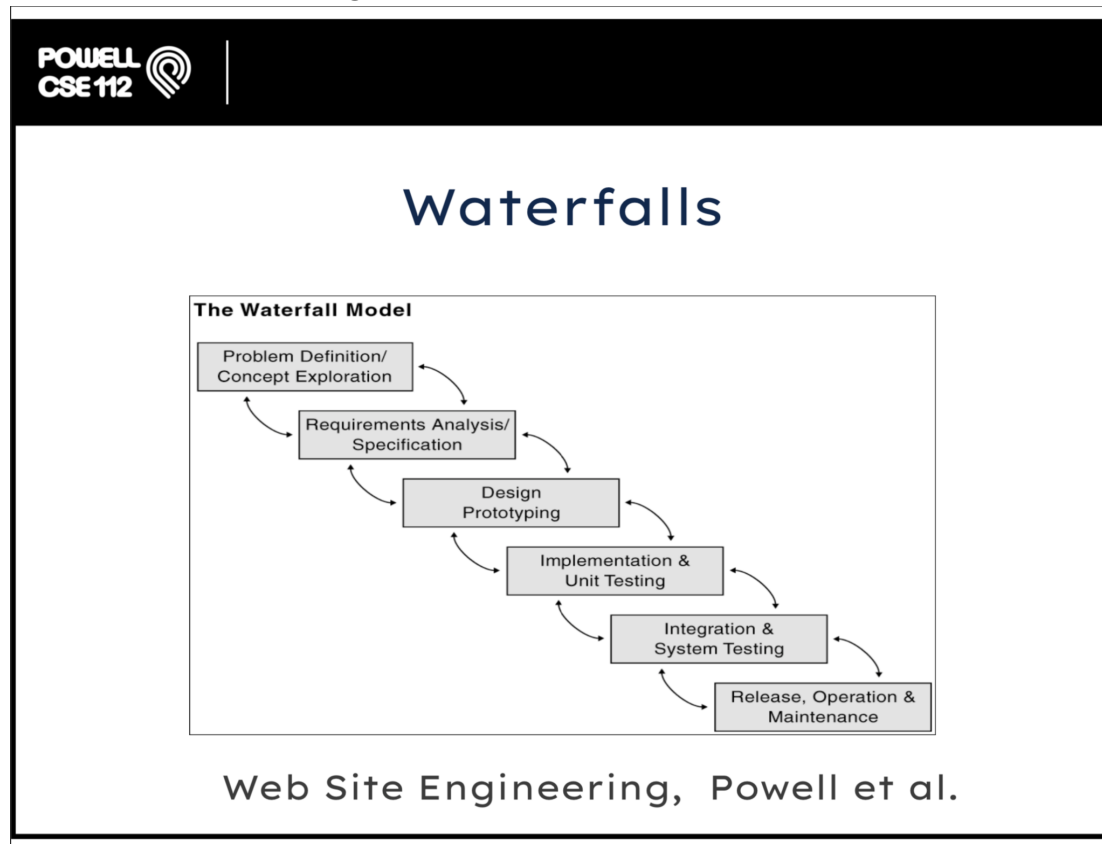 POWELL
CSE 112
Waterfalls
The Waterfall Model
Problem Definition/
Concept Exploration
Requirements Analysis/
Specification
Design
Prototyping
Implementation &
Unit Testing
Integration &
System Testing
Release, Operation &
Maintenance
Web Site Engineering, Powell et al.